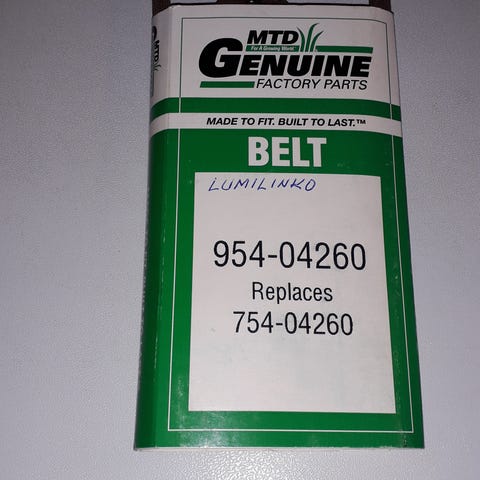 MTD
For A Growing World.
GENUINE
FACTORY PARTS
MADE TO FIT. BUILT TO LAST.™
BELT
LUMILINKO
954-04260
Replaces
754-04260
MTD